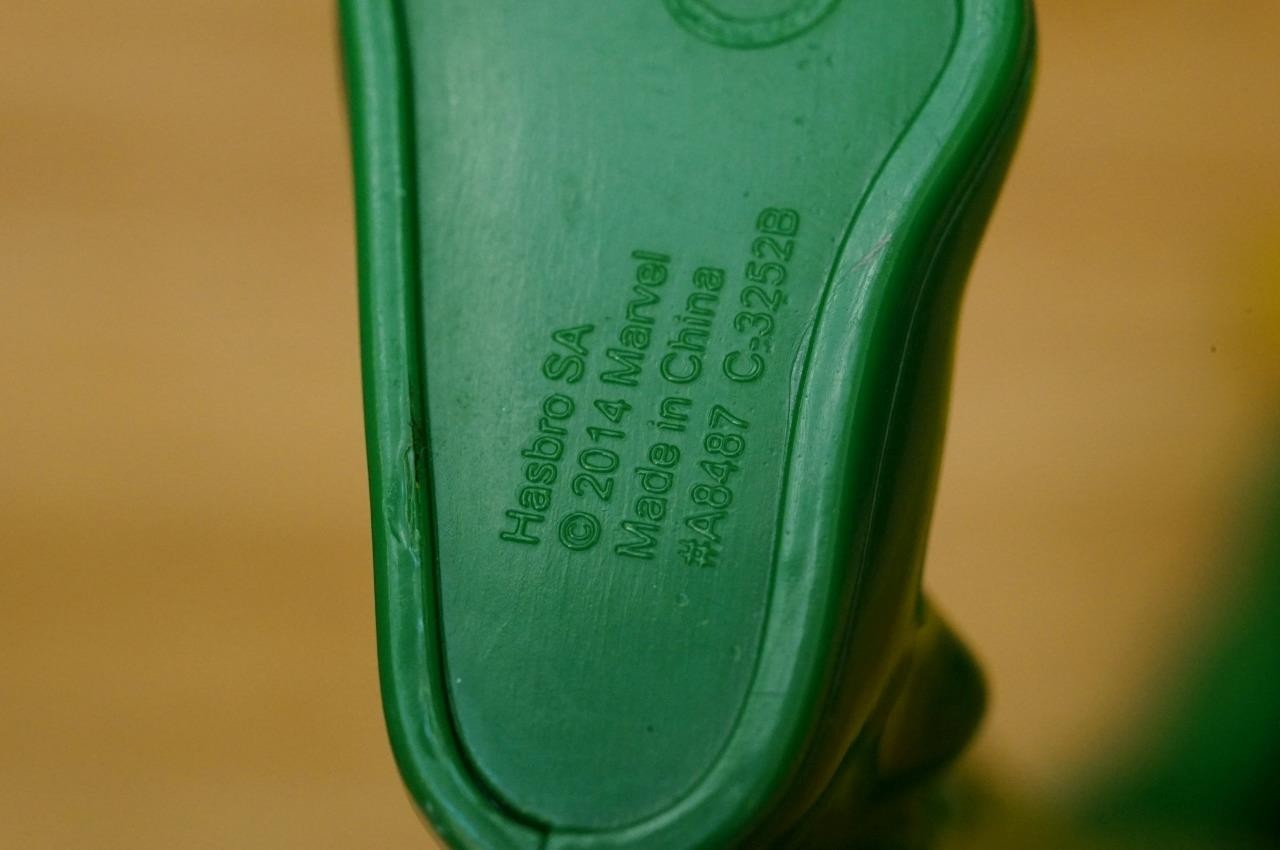 Hasbro SA
© 2014 Marvel
Made in China
#A8487 C-3252B